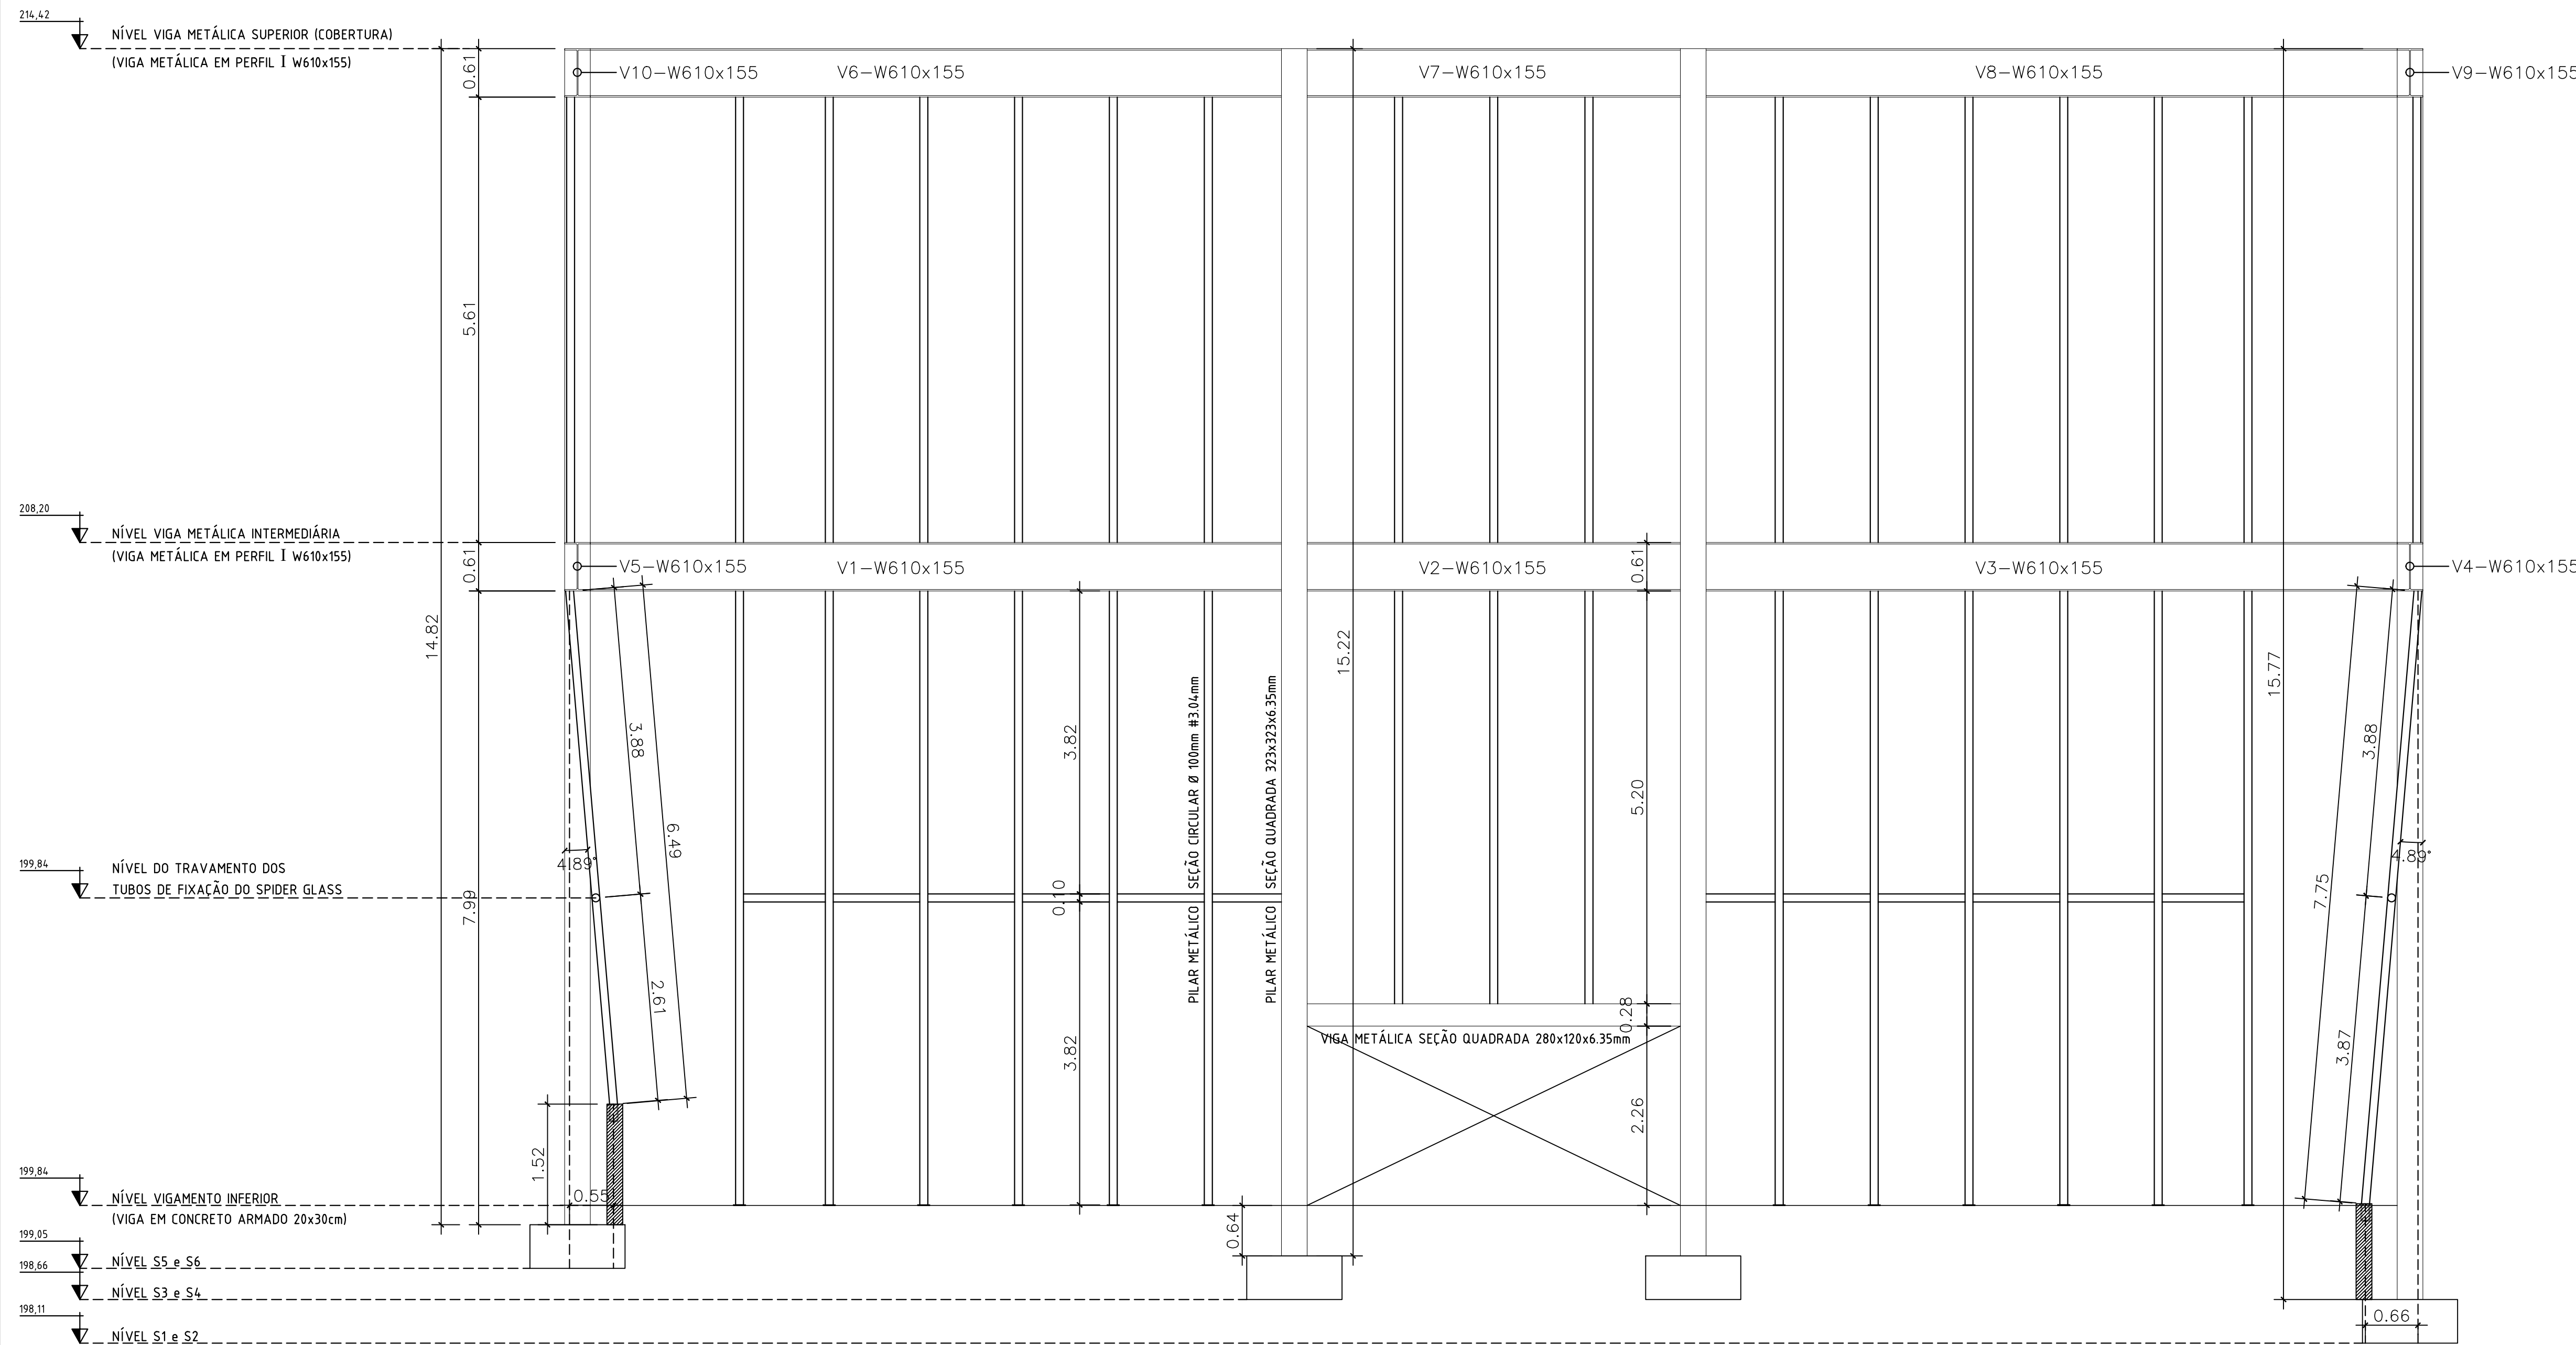 214,42
NÍVEL VIGA METÁLICA SUPERIOR (COBERTURA)
(VIGA METÁLICA EM PERFIL I W610x155)
0.61
V10-W610x155
V6-W610x155
V7-W610x155
V8-W610x155
V9-W610x155
5.61
208,20
NÍVEL VIGA METÁLICA INTERMEDIÁRIA
(VIGA METÁLICA EM PERFIL I W610x155)
0.61
V5-W610x155
V1-W610x155
V2-W610x155
0.61
V3-W610x155
V4-W610x155
14.82
15.22
15.77
3.88
6.49
3.82
PILAR METÁLICO SEÇÃO CIRCULAR Ø 100mm #3.04mm
PILAR METÁLICO SEÇÃO QUADRADA 323x323x6.35mm
5.20
3.88
199,84
NÍVEL DO TRAVAMENTO DOS
TUBOS DE FIXAÇÃO DO SPIDER GLASS
4.89°
4.89°
7.99
0.10
7.75
2.61
0.28
VIGA METÁLICA SEÇÃO QUADRADA 280x120x6.35mm
3.82
3.87
2.26
1.52
199,84
NÍVEL VIGAMENTO INFERIOR
(VIGA EM CONCRETO ARMADO 20x30cm)
0.55
0.64
199,05
NÍVEL S5 e S6
198,66
NÍVEL S3 e S4
198,11
NÍVEL S1 e S2
0.66